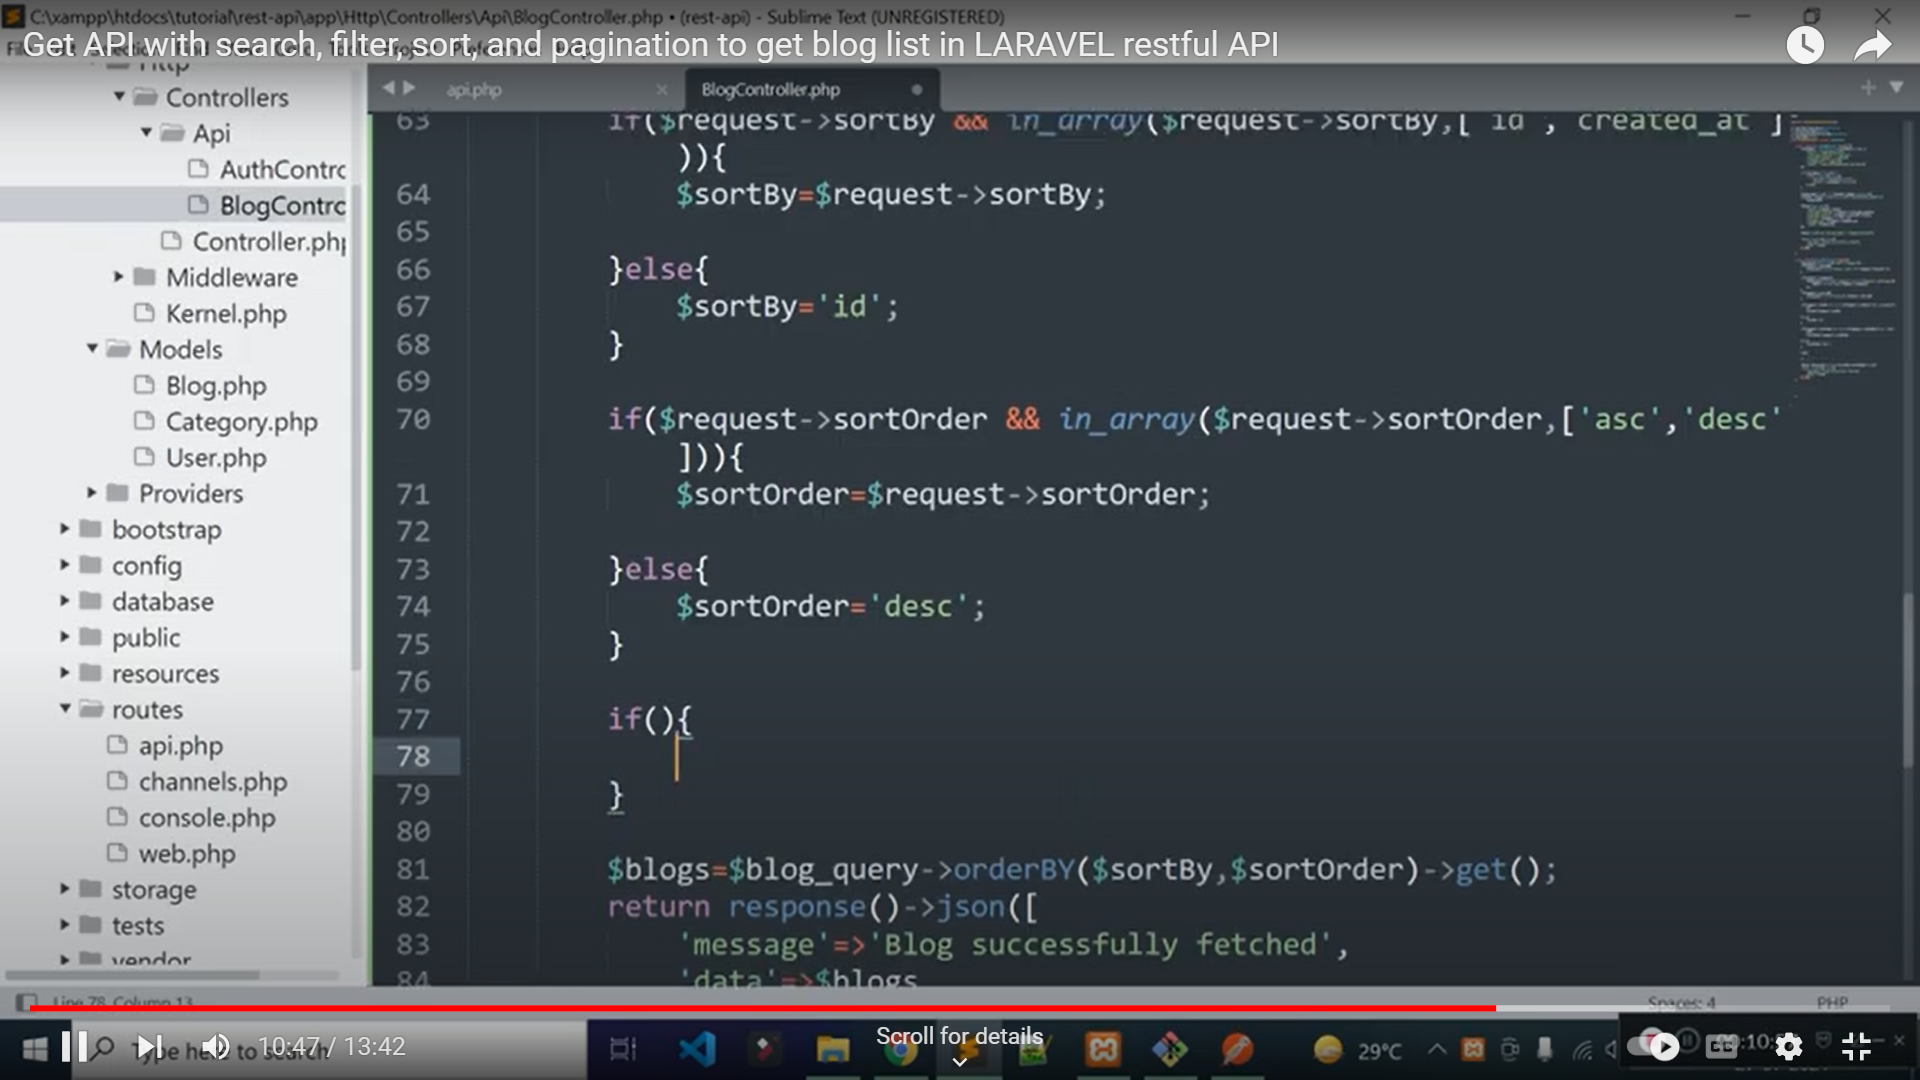 C:\xampp\htdocs\tutorial\rest-api\app\Http\Controllers\Api\BlogController.php • (rest-api) - Sublime Text (UNREGISTERED)
Get API with search, filter, sort, and pagination to get blog list in LARAVEL restful API
Http
Controllers
Api
AuthContro
BlogContro
Controller.php
Middleware
Kernel.php
Models
Blog.php
Category.php
User.php
Providers
bootstrap
config
database
public
resources
routes
api.php
channels.php
console.php
web.php
storage
tests
vendor
api.php
BlogController.php
63 if($request->sortBy && in_array($request->sortBy,['id','created_at']
)){
64 $sortBy=$request->sortBy;
65
66 }else{
67 $sortBy='id';
68 }
69
70 if($request->sortOrder && in_array($request->sortOrder,['asc','desc'
])){
71 $sortOrder=$request->sortOrder;
72
73 }else{
74 $sortOrder='desc';
75 }
76
77 if(){
78
79 }
80
81 $blogs=$blog_query->orderBY($sortBy,$sortOrder)->get();
82 return response()->json([
83 'message'=>'Blog successfully fetched',
84 'data'=>$blogs
Line 78, Column 13
Spaces: 4
PHP
Type here to search
10:47 / 13:42
Scroll for details
29°C
CC